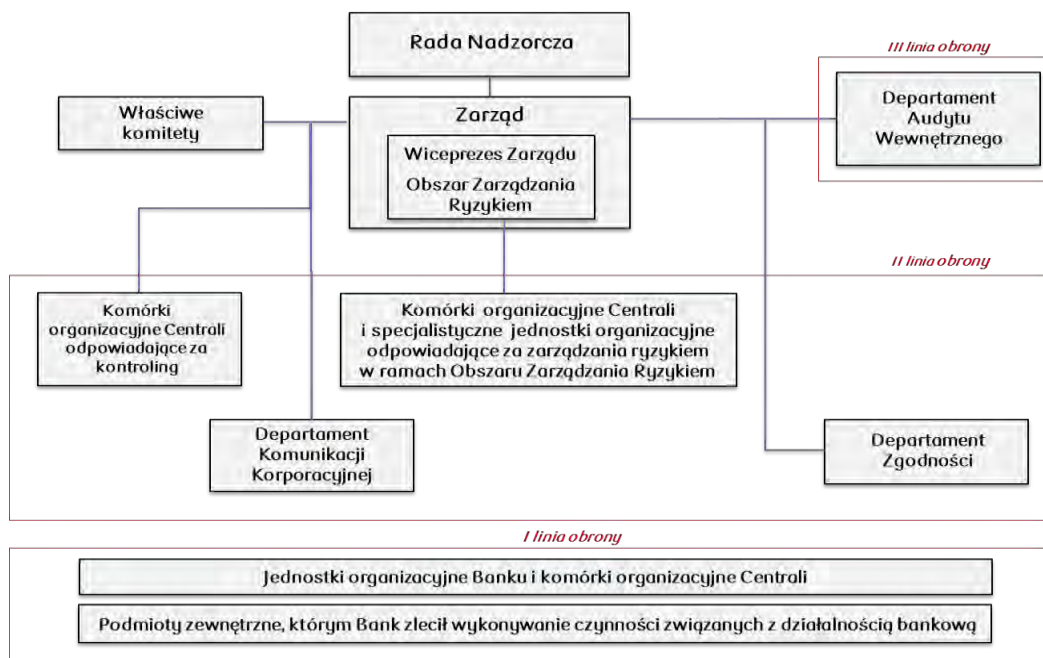 Rada Nadzorcza
III linia obrony
Właściwe
komitety
Zarząd
Wiceprezes Zarządu
Obszar Zarządzania
Ryzykiem
Departament
Audytu
Wewnętrznego
II linia obrony
Komórki
organizacyjne Centrali
odpowiadające za
kontroling
Komórki organizacyjne Centrali
i specjalistyczne jednostki organizacyjne
odpowiadające za zarządzania ryzykiem
w ramach Obszaru Zarządzania Ryzykiem
Departament
Komunikacji
Korporacyjnej
Departament
Zgodności
I linia obrony
Jednostki organizacyjne Banku i komórki organizacyjne Centrali
Podmioty zewnętrzne, którym Bank zlecił wykonywanie czynności związanych z działalnością bankową